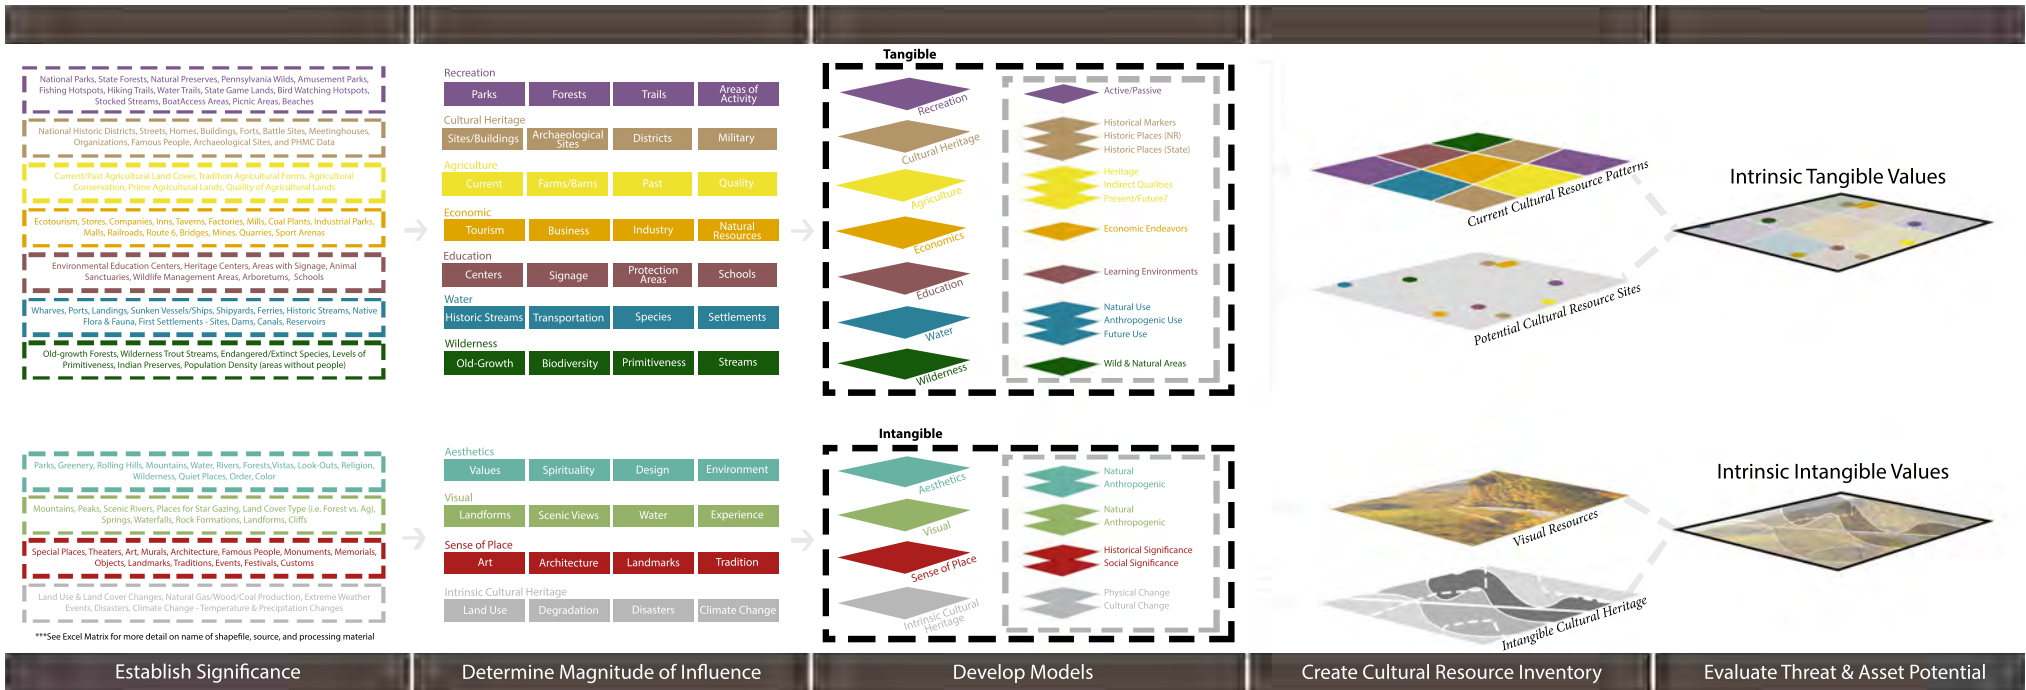 National Parks, State Forests, Natural Preserves, Pennsylvania Wilds, Amusement Parks,
Fishing Hotspots, Hiking Trails, Water Trails, State Game Lands, Bird Watching Hotspots,
Stocked Streams, BoatAccess Areas, Picnic Areas, Beaches
National Historic Districts, Streets, Homes, Buildings, Forts, Battle Sites, Meetinghouses,
Organizations, Famous People, Archaeological Sites, and PHMC Data
Current/Past Agricultural Land Cover, Tradition Agricultural Forms, Agricultural
Conservation, Prime Agricultural Lands, Quality of Agricultural Lands
Ecotourism, Stores, Companies, Inns, Taverns, Factories, Mills, Coal Plants, Industrial Parks,
Malls, Railroads, Route 6, Bridges, Mines, Quarries, Sport Arenas
Environmental Education Centers, Heritage Centers, Areas with Signage, Animal
Sanctuaries, Wildlife Management Areas, Arboretums, Schools
Wharves, Ports, Landings, Sunken Vessels/Ships, Shipyards, Ferries, Historic Streams, Native
Flora & Fauna, First Settlements - Sites, Dams, Canals, Reservoirs
Old-growth Forests, Wilderness Trout Streams, Endangered/Extinct Species, Levels of
Primitiveness, Indian Preserves, Population Density (areas without people)
Parks, Greenery, Rolling Hills, Mountains, Water, Rivers, Forests,Vistas, Look-Outs, Religion,
Wilderness, Quiet Places, Order, Color
Mountains, Peaks, Scenic Rivers, Places for Star Gazing, Land Cover Type (i.e. Forest vs. Ag),
Springs, Waterfalls, Rock Formations, Landforms, Cliffs
Special Places, Theaters, Art, Murals, Architecture, Famous People, Monuments, Memorials,
Objects, Landmarks, Traditions, Events, Festivals, Customs
Land Use & Land Cover Changes, Natural Gas/Wood/Coal Production, Extreme Weather
Events, Disasters, Climate Change - Temperature & Precipitation Changes
***See Excel Matrix for more detail on name of shapefile, source, and processing material
Establish Significance
Recreation
Parks
Forests
Trails
Areas of
Activity
Cultural Heritage
Sites/Buildings
Archaeological
Sites
Districts
Military
Agriculture
Current
Farms/Barns
Past
Quality
Economic
Tourism
Business
Industry
Natural
Resources
Education
Centers
Signage
Protection
Areas
Schools
Water
Historic Streams
Transportation
Species
Settlements
Wilderness
Old-Growth
Biodiversity
Primitiveness
Streams
Aesthetics
Values
Spirituality
Design
Environment
Visual
Landforms
Scenic Views
Water
Experience
Sense of Place
Art
Architecture
Landmarks
Tradition
Intrinsic Cultural Heritage
Land Use
Degradation
Disasters
Climate Change
Determine Magnitude of Influence
Tangible
Recreation
Cultural Heritage
Agriculture
Economics
Education
Water
Wilderness
Active/Passive
Historical Markers
Historic Places (NR)
Historic Places (State)
Heritage
Indirect Qualities
Present/Future?
Economic Endeavors
Learning Environments
Natural Use
Anthropogenic Use
Future Use
Wild & Natural Areas
Intangible
Aesthetics
Visual
Sense of Place
Intrinsic Cultural
Heritage
Natural
Anthropogenic
Natural
Anthropogenic
Historical Significance
Social Significance
Physical Change
Cultural Change
Develop Models
Current Cultural Resource Patterns
Potential Cultural Resource Sites
Visual Resources
Intangible Cultural Heritage
Create Cultural Resource Inventory
Intrinsic Tangible Values
Intrinsic Intangible Values
Evaluate Threat & Asset Potential